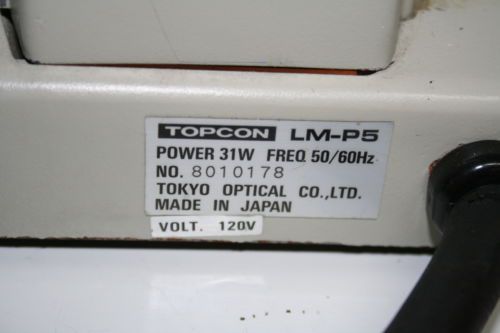 TOPCON LM-P5
POWER 31W FREQ 50/60Hz
NO. 8010178
TOKYO OPTICAL CO.,LTD.
MADE IN JAPAN
VOLT. 120V